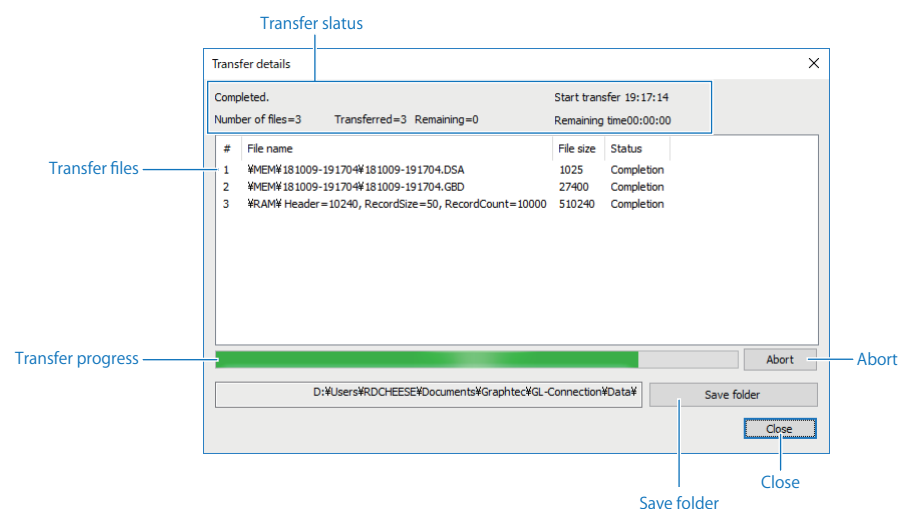 Transfer slatus
Transfer details
Completed.
Start transfer 19:17:14
Number of files=3 Transferred=3 Remaining=0
Remaining time00:00:00
# File name File size Status
Transfer files
1 ¥MEM¥181009-191704¥181009-191704.DSA 1025 Completion
2 ¥MEM¥181009-191704¥181009-191704.GBD 27400 Completion
3 ¥RAM¥ Header=10240, RecordSize=50, RecordCount=10000 510240 Completion
Transfer progress
Abort
Abort
D:¥Users¥RDCHEESE¥Documents¥Graphtec¥GL-Connection¥Data¥
Save folder
Close
Close
Save folder